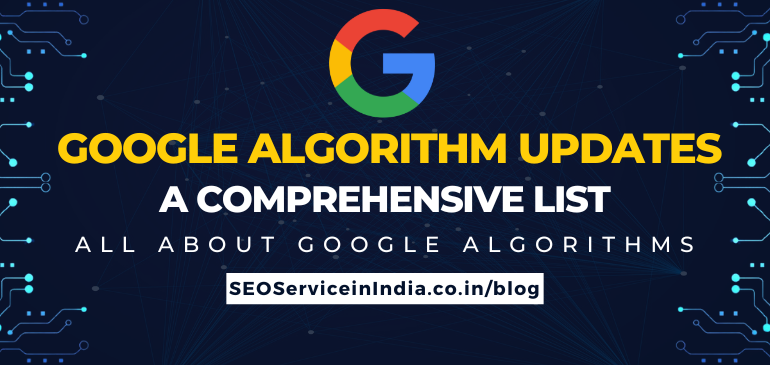 GOOGLE ALGORITHM UPDATES
A COMPREHENSIVE LIST
ALL ABOUT GOOGLE ALGORITHMS
SEOServiceinIndia.co.in/blog